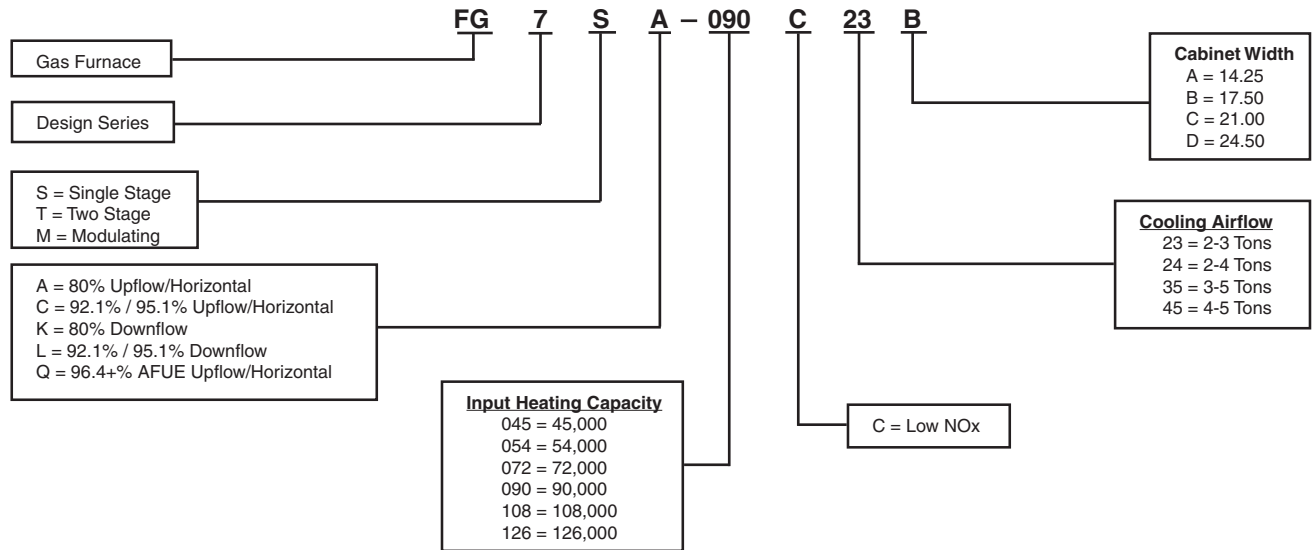 FG 7 S A – 090 C 23 B
Gas Furnace
Design Series
S = Single Stage
T = Two Stage
M = Modulating
A = 80% Upflow/Horizontal
C = 92.1% / 95.1% Upflow/Horizontal
K = 80% Downflow
L = 92.1% / 95.1% Downflow
Q = 96.4+% AFUE Upflow/Horizontal
Input Heating Capacity
045 = 45,000
054 = 54,000
072 = 72,000
090 = 90,000
108 = 108,000
126 = 126,000
C = Low NOx
Cooling Airflow
23 = 2-3 Tons
24 = 2-4 Tons
35 = 3-5 Tons
45 = 4-5 Tons
Cabinet Width
A = 14.25
B = 17.50
C = 21.00
D = 24.50